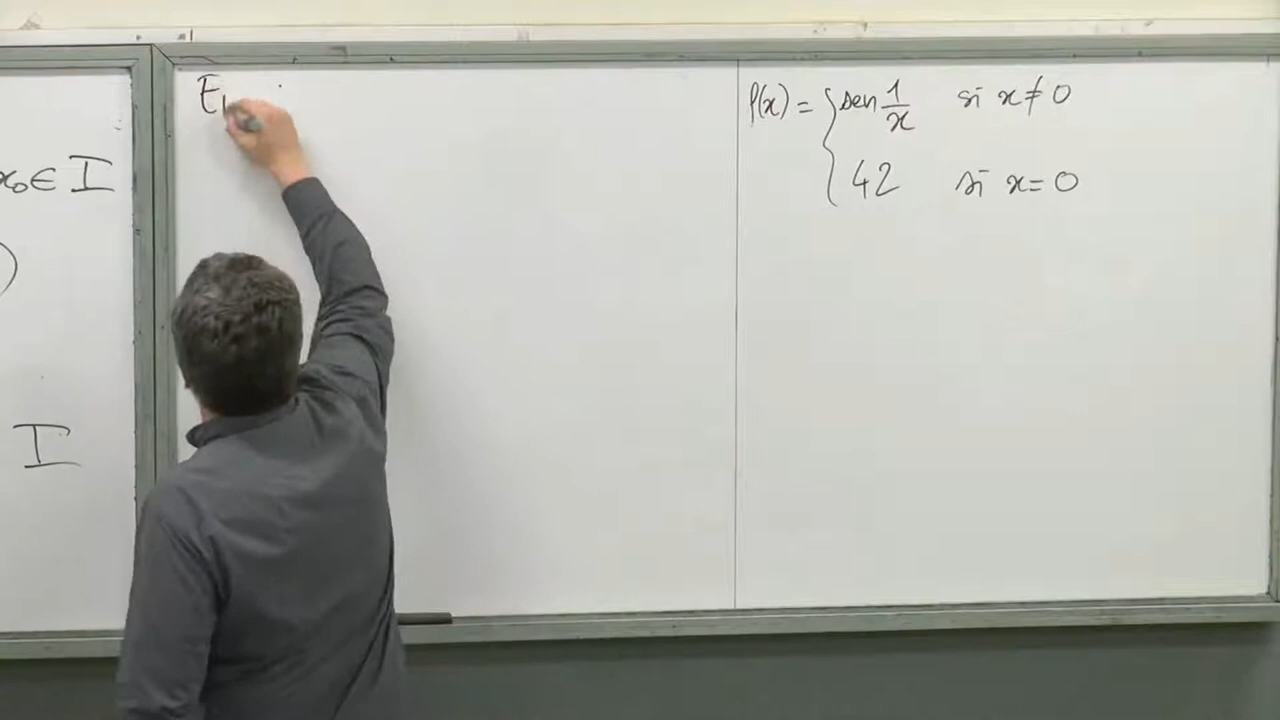 x₀ ∈ I
)
I
E
f(x) = { sen 1/x si x ≠ 0
42 si x = 0